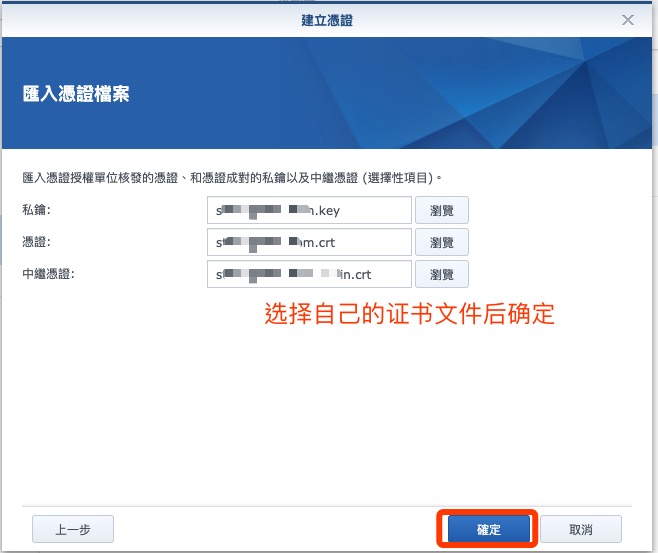 建立憑證
匯入憑證檔案
匯入憑證授權單位核發的憑證、和憑證成對的私鑰以及中繼憑證 (選擇性項目)。
私鑰: .key 瀏覽
憑證: m.crt 瀏覽
中繼憑證: in.crt 瀏覽
选择自己的证书文件后确定
上一步 確定 取消